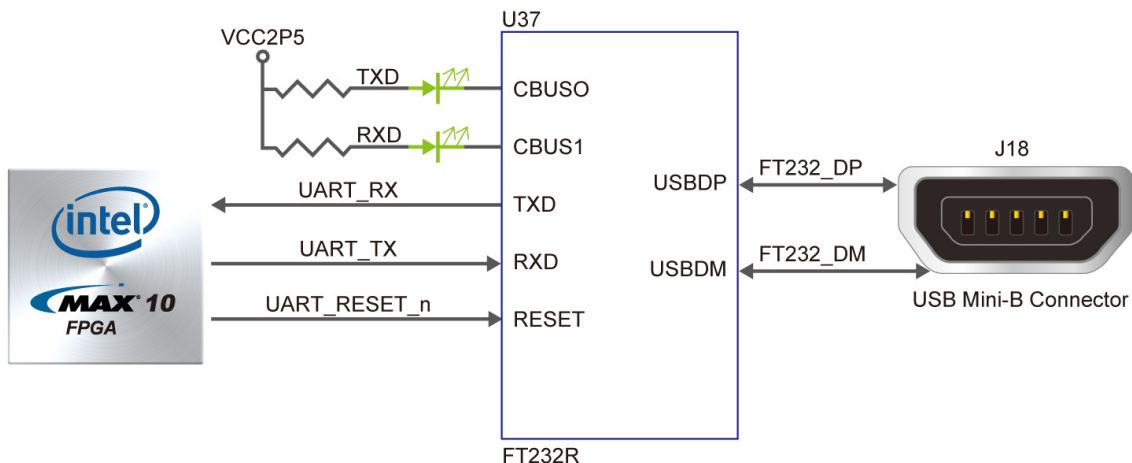 U37
VCC2P5
TXD
CBUSO
RXD
CBUS1
J18
UART_RX
TXD
USBDP
FT232_DP
intel
UART_TX
RXD
USBDM
FT232_DM
MAX® 10
FPGA
UART_RESET_n
RESET
USB Mini-B Connector
FT232R